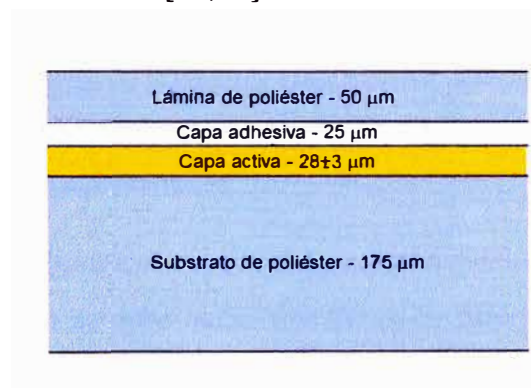 Lámina de poliéster - 50 µm
Capa adhesiva - 25 µm
Capa activa - 28±3 µm
Substrato de poliéster - 175 µm